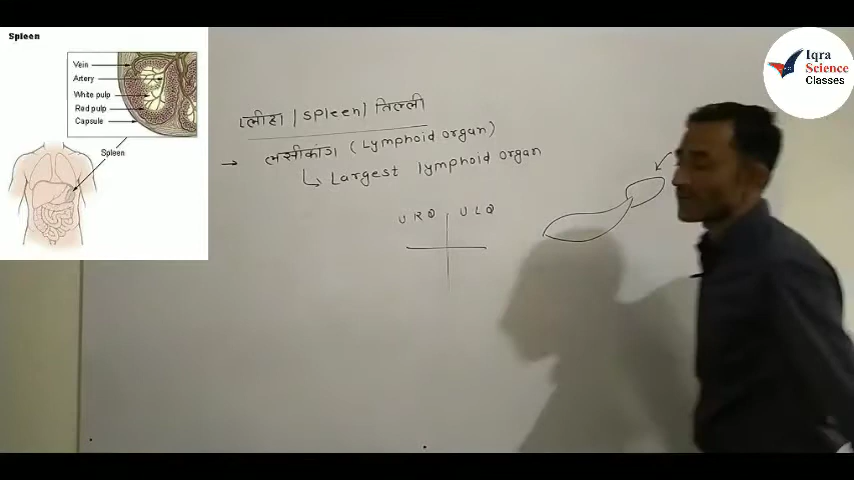 Spleen
Vein
Artery
White pulp
Red pulp
Capsule
Spleen
प्लीहा / Spleen / तिल्ली
→ लसीकांग (Lymphoid organ)
Largest lymphoid organ
URQ ULQ
Iqra
Science
Classes